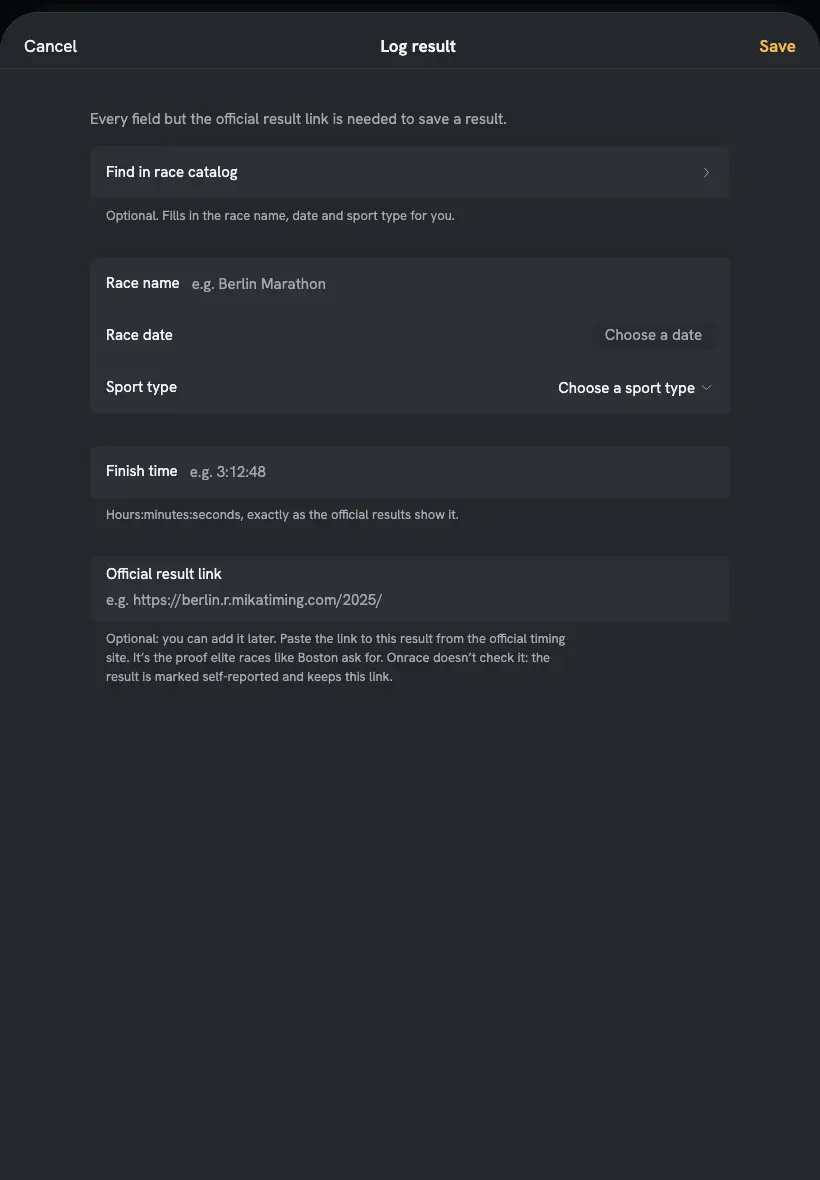 Cancel
Log result
Save
Every field but the official result link is needed to save a result.
Find in race catalog
Optional. Fills in the race name, date and sport type for you.
Race name e.g. Berlin Marathon
Race date Choose a date
Sport type Choose a sport type
Finish time e.g. 3:12:48
Hours:minutes:seconds, exactly as the official results show it.
Official result link
e.g. https://berlin.r.mikatiming.com/2025/
Optional: you can add it later. Paste the link to this result from the official timing
site. It’s the proof elite races like Boston ask for. Onrace doesn’t check it: the
result is marked self-reported and keeps this link.